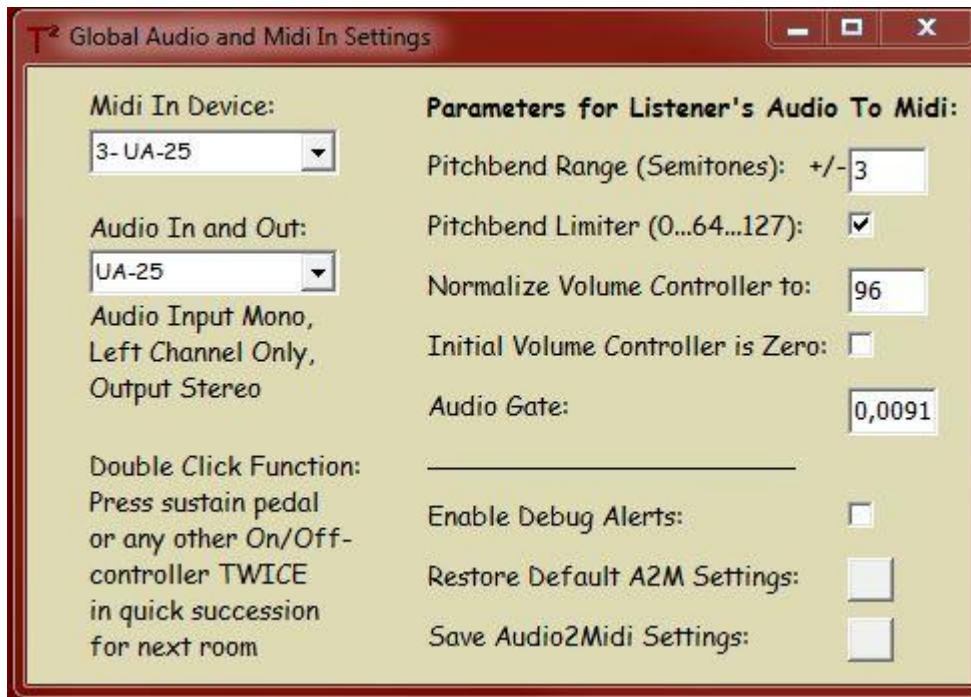 T² Global Audio and Midi In Settings
Midi In Device:
3- UA-25
Audio In and Out:
UA-25
Audio Input Mono,
Left Channel Only,
Output Stereo
Double Click Function:
Press sustain pedal
or any other On/Off-
controller TWICE
in quick succession
for next room
Parameters for Listener's Audio To Midi:
Pitchbend Range (Semitones): +/- 3
Pitchbend Limiter (0...64...127):
Normalize Volume Controller to: 96
Initial Volume Controller is Zero:
Audio Gate: 0,0091
Enable Debug Alerts:
Restore Default A2M Settings:
Save Audio2Midi Settings: